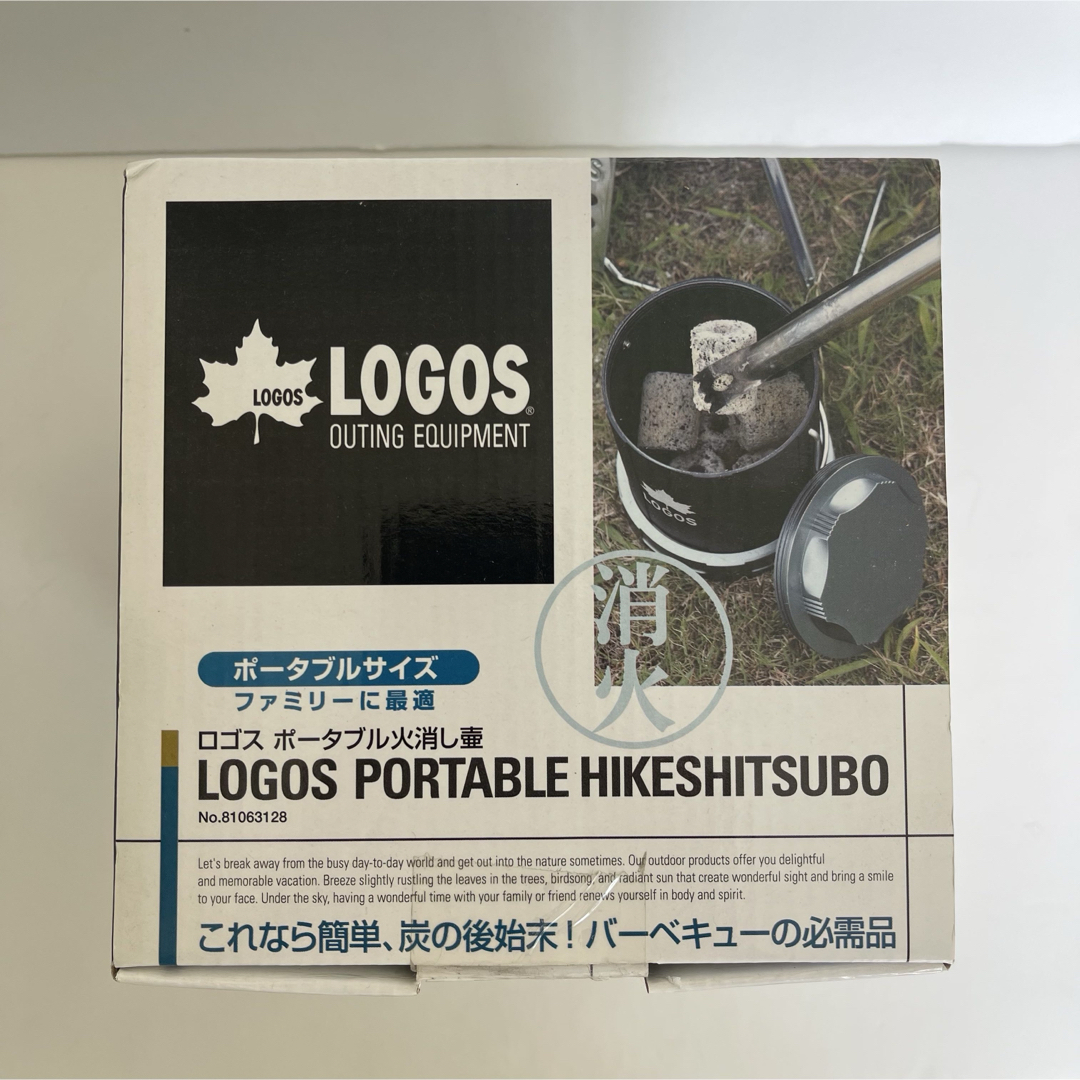 LOGOS
LOGOS®
OUTING EQUIPMENT
LOGOS
消火
ポータブルサイズ
ファミリーに最適
ロゴス ポータブル火消し壷
LOGOS PORTABLE HIKESHITSUBO
No.81063128
Let's break away from the busy day-to-day world and get out into the nature sometimes. Our outdoor products offer you delightful
and memorable vacation. Breeze slightly rustling the leaves in the trees, birdsong, and radiant sun that create wonderful sight and bring a smile
to your face. Under the sky, having a wonderful time with your family or friend renews yourself in body and spirit.
これなら簡単、炭の後始末！バーベキューの必需品